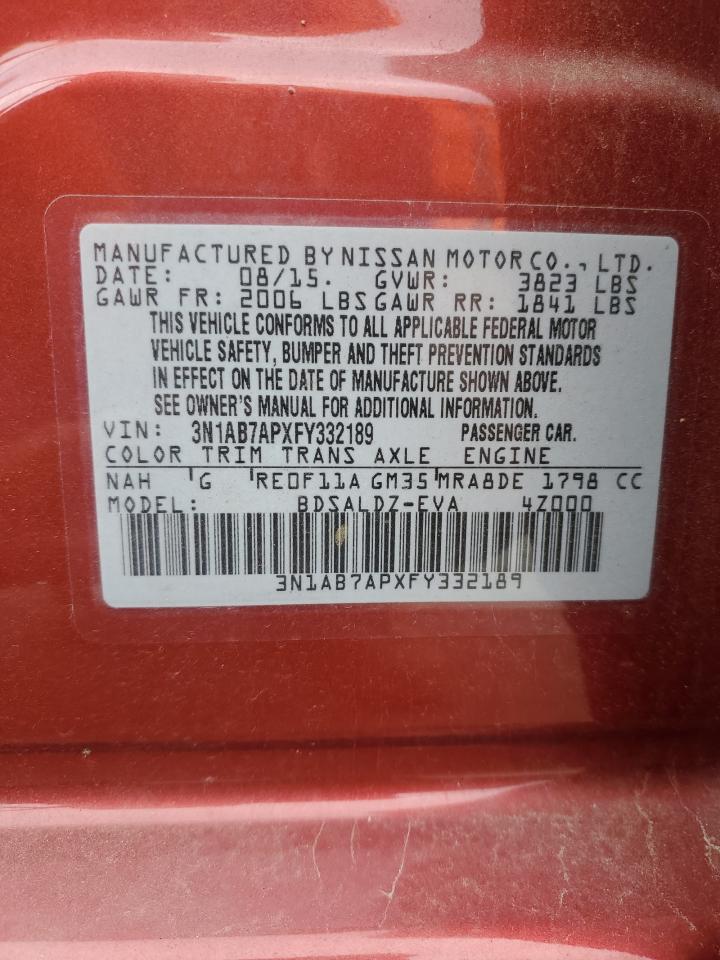 MANUFACTURED BY NISSAN MOTOR CO., LTD.
DATE: 08/15. GVWR: 3823 LBS
GAWR FR: 2006 LBS GAWR RR: 1841 LBS
THIS VEHICLE CONFORMS TO ALL APPLICABLE FEDERAL MOTOR
VEHICLE SAFETY, BUMPER AND THEFT PREVENTION STANDARDS
IN EFFECT ON THE DATE OF MANUFACTURE SHOWN ABOVE.
SEE OWNER'S MANUAL FOR ADDITIONAL INFORMATION.
VIN: 3N1AB7APXFY332189 PASSENGER CAR.
COLOR TRIM TRANS AXLE ENGINE
NAH G RE0F11A GM35 MRA8DE 1798 CC
MODEL: BDSALDZ-EVA 4Z000
3N1AB7APXFY332189